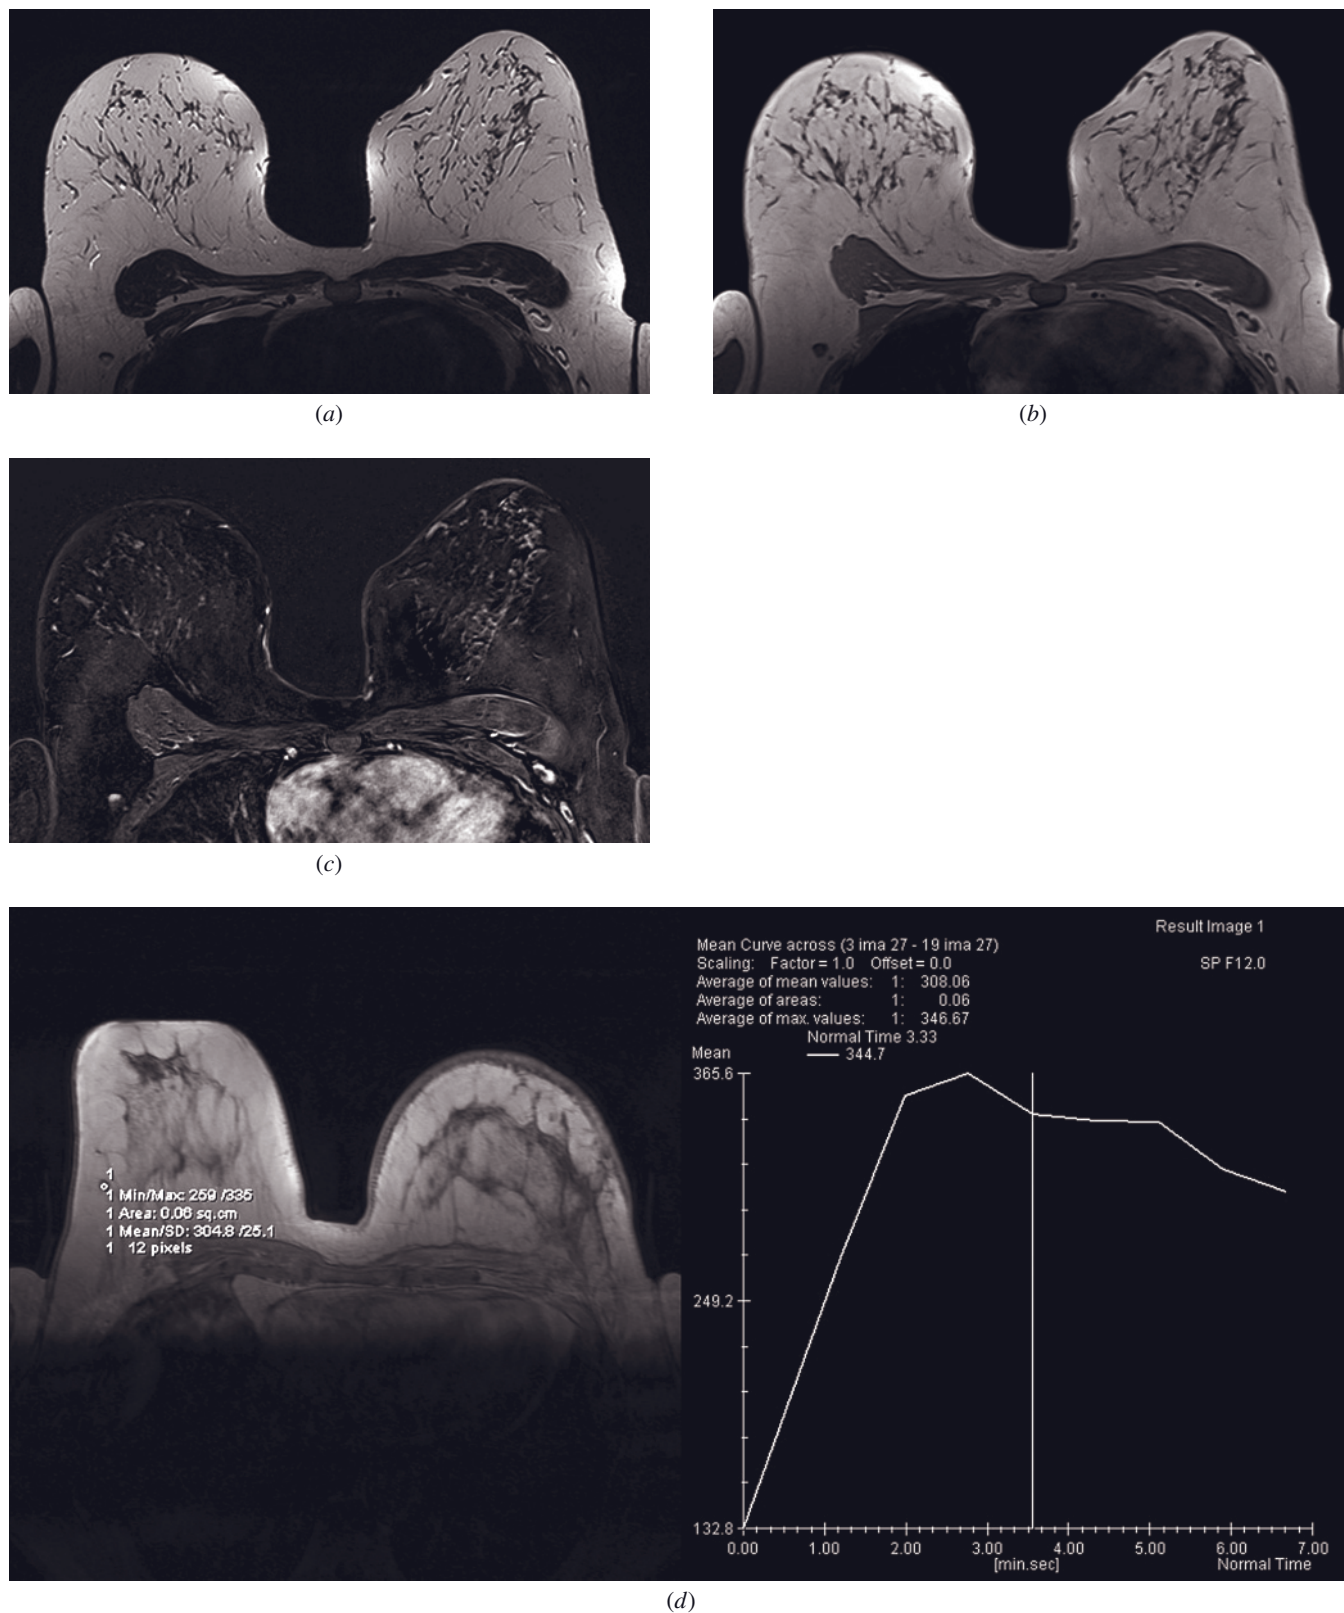 (a)
(b)
(c)
Result Image 1
Mean Curve across (3 ima 27 - 19 ima 27)
Scaling: Factor = 1.0 Offset = 0.0
SP F12.0
Average of mean values: 1: 308.06
Average of areas: 1: 0.06
Average of max. values: 1: 346.67
Normal Time 3.33
Mean
344.7
365.6
249.2
132.8
0.00 1.00 2.00 3.00 4.00 5.00 6.00 7.00
[min.sec]
Normal Time
1
1 Min/Max: 259 /335
1 Area: 0.06 sq.cm
1 Mean/SD: 304.8 /25.1
1 12 pixels
(d)